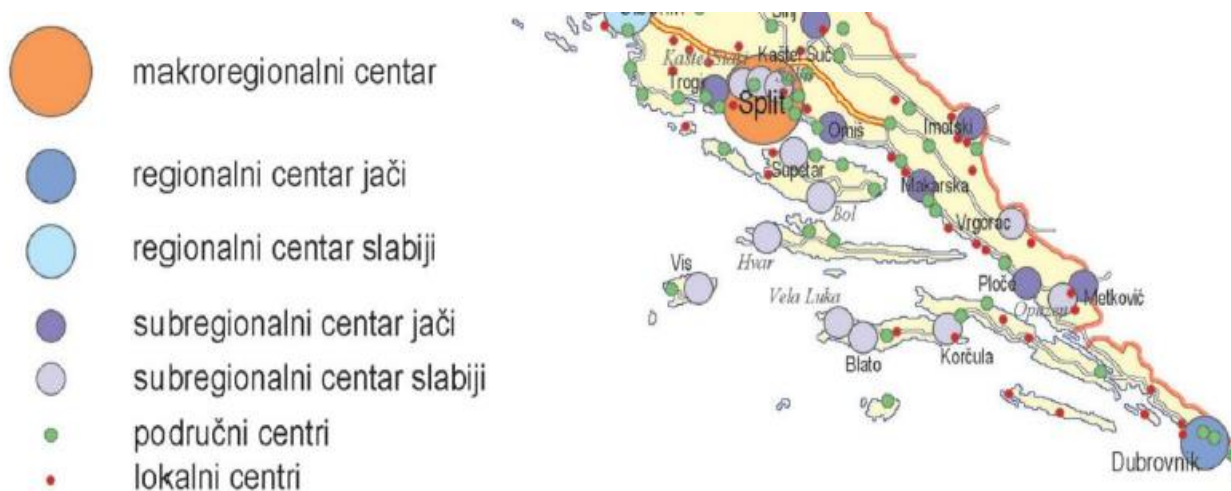 makroregionalni centar
regionalni centar jači
regionalni centar slabiji
subregionalni centar jači
subregionalni centar slabiji
područni centri
lokalni centri
Sinj
Kaštel Suć
Trogir
Split
Omiš
Imotski
Supetar
Makarska
Bol
Vrgorac
Hvar
Vis
Ploče
Vela Luka
Metković
Opuzen
Blato
Korčula
Dubrovnik